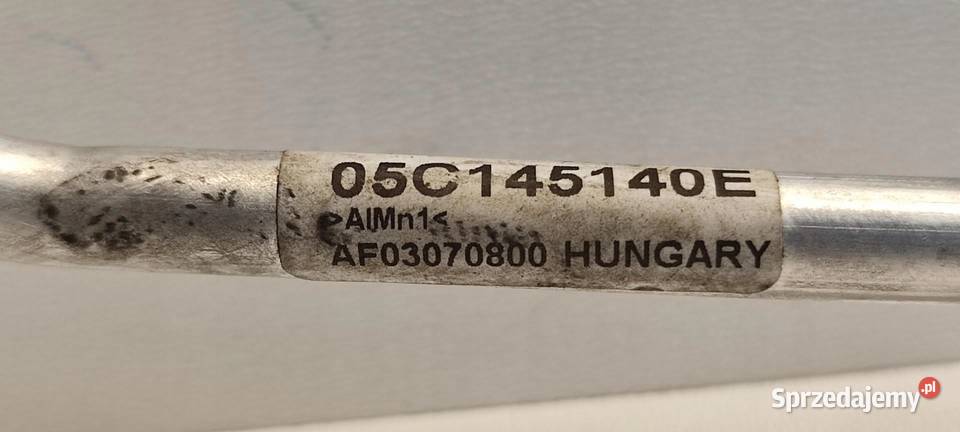 05C145140E
>AlMn1<
AF03070800 HUNGARY
Sprzedajemy.pl